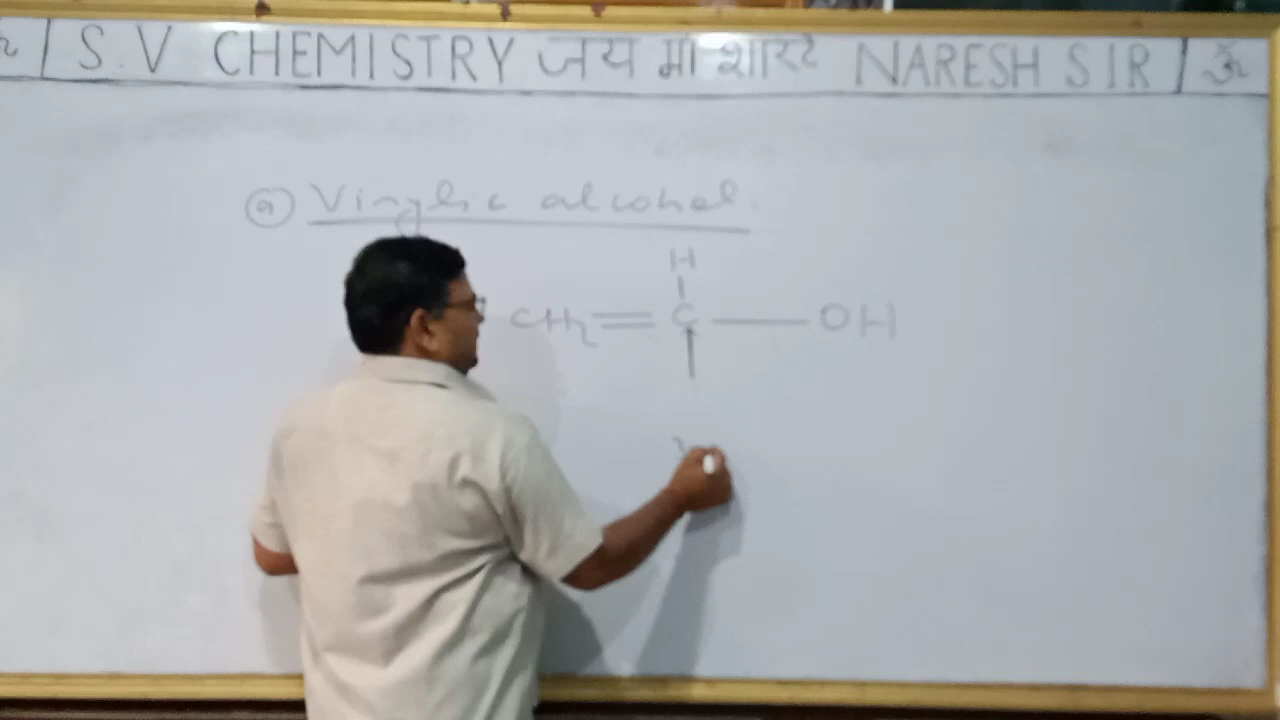 S.V CHEMISTRY जय माँ शारदे NARESH SIR ॐ
(a) Vinylic alcohol
H
CH2=C—OH